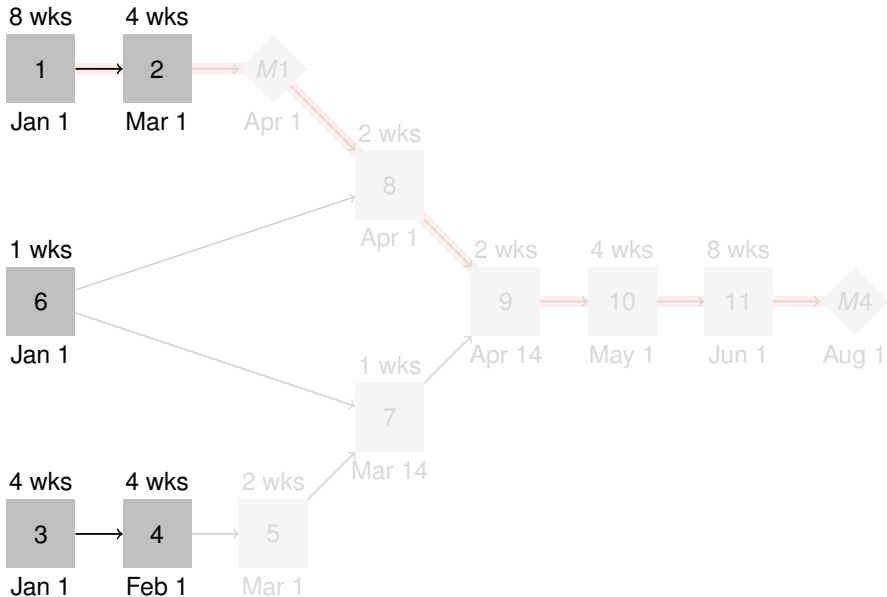 8 wks 4 wks
1 2 M1
Jan 1 Mar 1 Apr 1
2 wks
8
Apr 1
1 wks 2 wks 4 wks 8 wks
6 9 10 11 M4
Jan 1 Apr 14 May 1 Jun 1 Aug 1
1 wks
7
Mar 14
4 wks 4 wks 2 wks
3 4 5
Jan 1 Feb 1 Mar 1